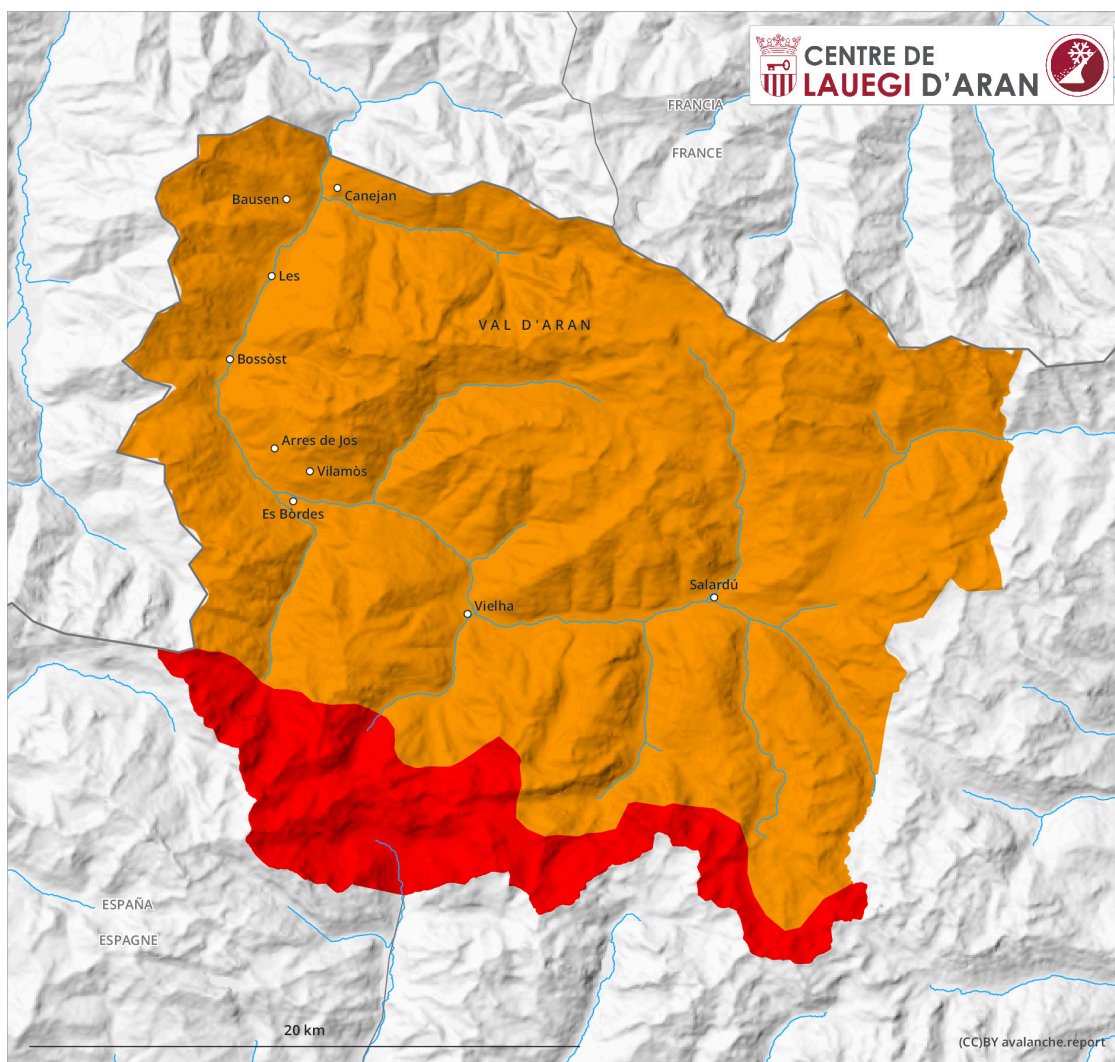 CENTRE DE
LAUEGI D'ARAN
FRANCIA
FRANCE
Bausen
Canejan
Les
VAL D'ARAN
Bossòst
Arres de Jos
Vilamòs
Es Bòrdes
Salardú
Vielha
ESPAÑA
ESPAGNE
20 km
(CC)BY avalanche.report